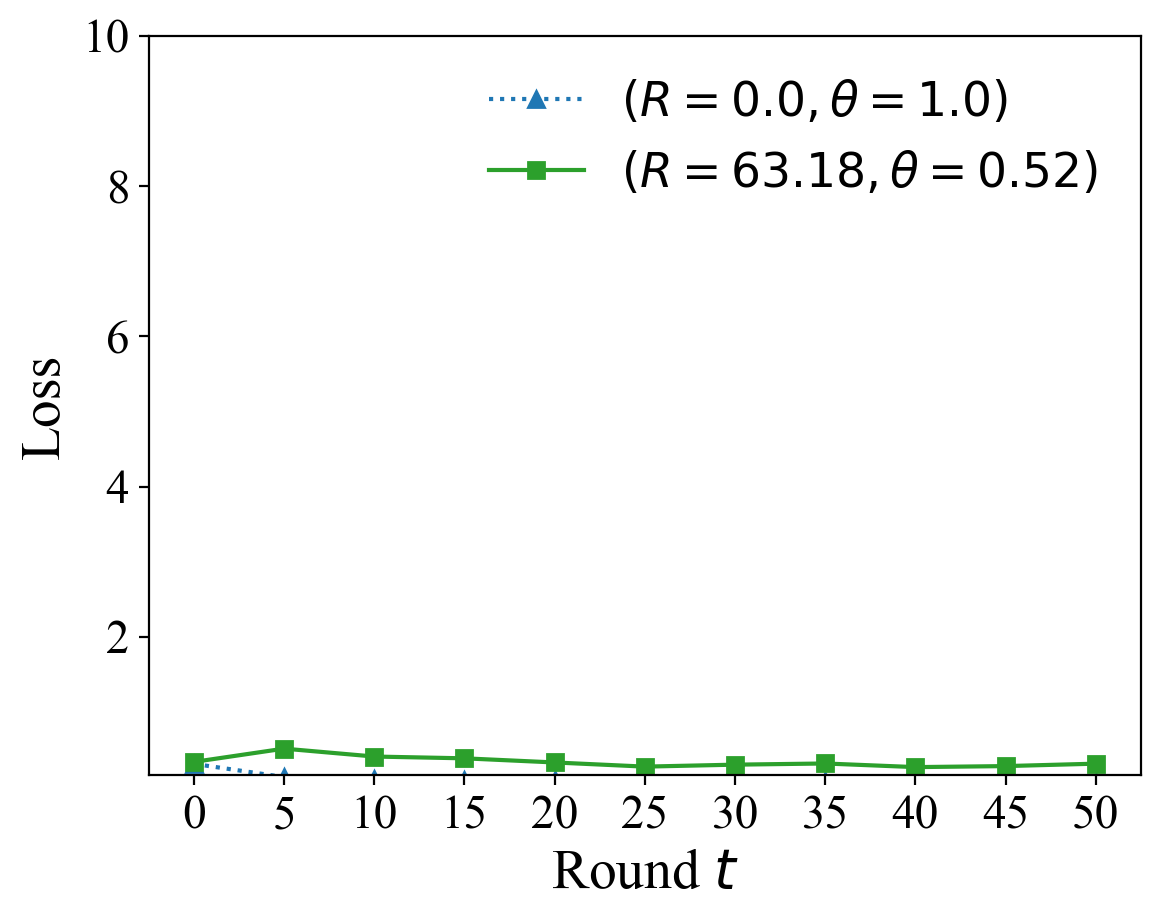 10
8
6
4
2
Loss
(R = 0.0, θ = 1.0)
(R = 63.18, θ = 0.52)
0 5 10 15 20 25 30 35 40 45 50
Round t